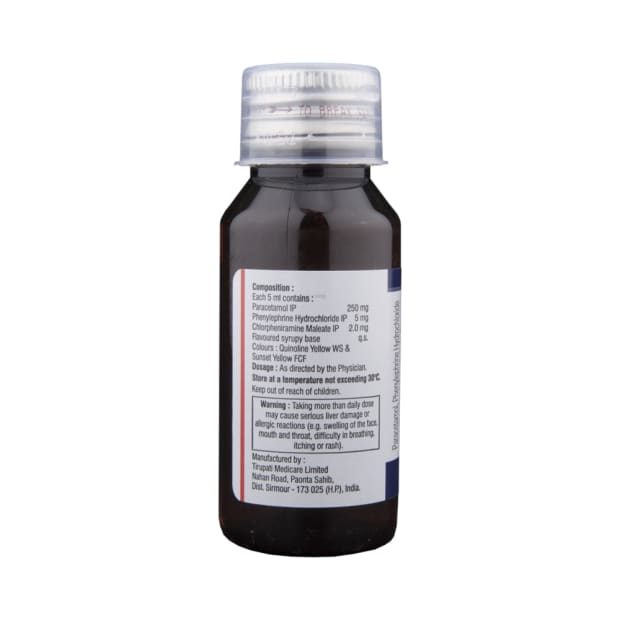 TO BREAK
Composition :
Each 5 ml contains :
Paracetamol IP 250 mg
Phenylephrine Hydrochloride IP 5 mg
Chlorpheniramine Maleate IP 2.0 mg
Flavoured syrupy base q.s.
Colours : Quinoline Yellow WS &
Sunset Yellow FCF
Dosage : As directed by the Physician.
Store at a temperature not exceeding 30°C.
Keep out of reach of children.
Warning : Taking more than daily dose
may cause serious liver damage or
allergic reactions (e.g. swelling of the face,
mouth and throat, difficulty in breathing,
itching or rash).
Manufactured by :
Tirupati Medicare Limited
Nahan Road, Paonta Sahib,
Dist. Sirmour - 173 025 (H.P.), India.
Paracetamol, Phenylephrine Hydrochloride